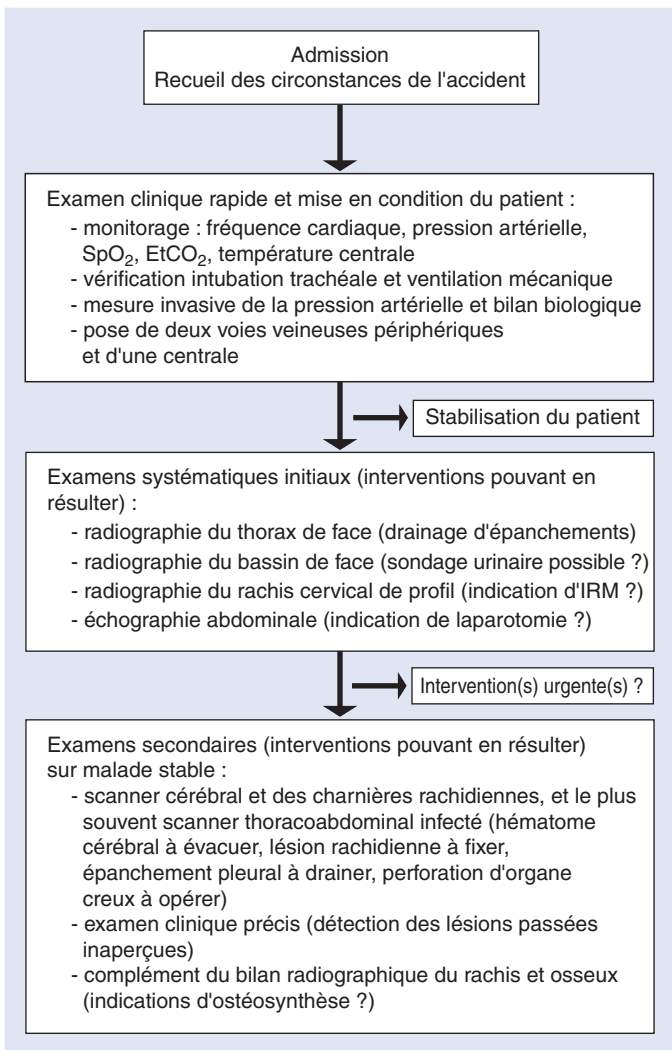 Admission
Recueil des circonstances de l'accident
Examen clinique rapide et mise en condition du patient :
- monitorage : fréquence cardiaque, pression artérielle,
SpO2, EtCO2, température centrale
- vérification intubation trachéale et ventilation mécanique
- mesure invasive de la pression artérielle et bilan biologique
- pose de deux voies veineuses périphériques
et d'une centrale
Stabilisation du patient
Examens systématiques initiaux (interventions pouvant en
résulter) :
- radiographie du thorax de face (drainage d'épanchements)
- radiographie du bassin de face (sondage urinaire possible ?)
- radiographie du rachis cervical de profil (indication d'IRM ?)
- échographie abdominale (indication de laparotomie ?)
Intervention(s) urgente(s) ?
Examens secondaires (interventions pouvant en résulter)
sur malade stable :
- scanner cérébral et des charnières rachidiennes, et le plus
souvent scanner thoracoabdominal infecté (hématome
cérébral à évacuer, lésion rachidienne à fixer,
épanchement pleural à drainer, perforation d'organe
creux à opérer)
- examen clinique précis (détection des lésions passées
inaperçues)
- complément du bilan radiographique du rachis et osseux
(indications d'ostéosynthèse ?)